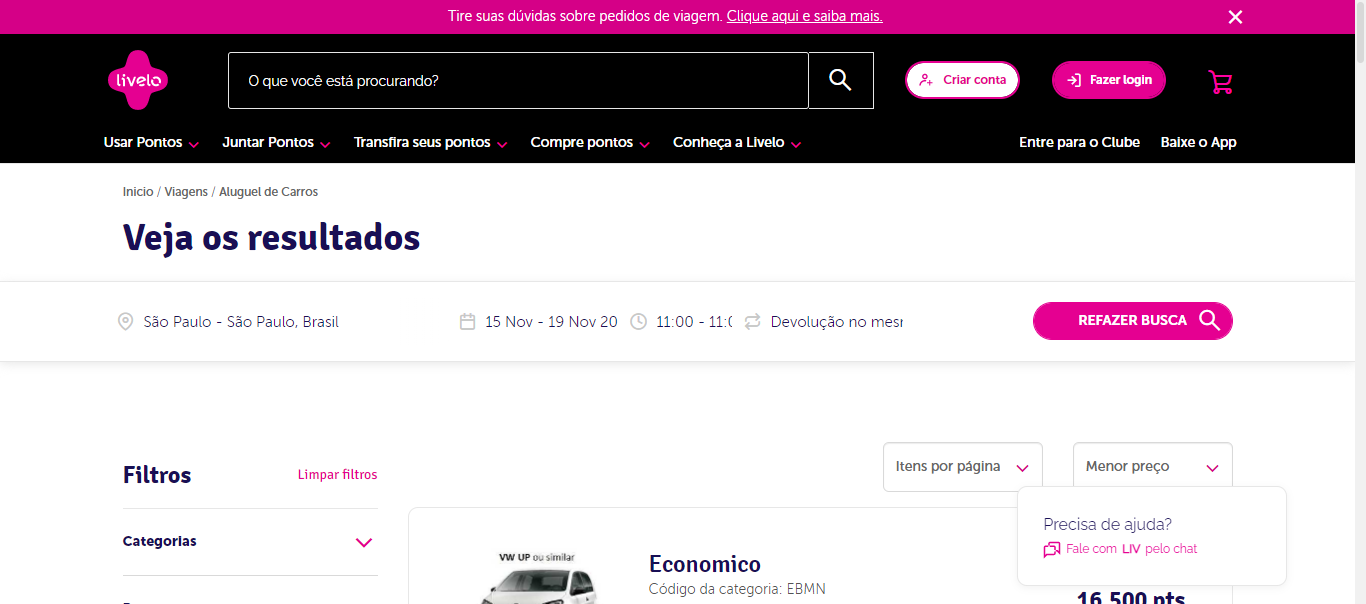 Tire suas dúvidas sobre pedidos de viagem. Clique aqui e saiba mais.
livelo
O que você está procurando?
Criar conta
Fazer login
Usar Pontos
Juntar Pontos
Transfira seus pontos
Compre pontos
Conheça a Livelo
Entre para o Clube
Baixe o App
Inicio / Viagens / Aluguel de Carros
Veja os resultados
São Paulo - São Paulo, Brasil
15 Nov - 19 Nov 20
11:00 - 11:0
Devolução no mesm
REFAZER BUSCA
Filtros
Limpar filtros
Itens por página
Menor preço
Categorias
VW UP ou similar
Economico
Código da categoria: EBMN
Precisa de ajuda?
Fale com LIV pelo chat
16.500 pts